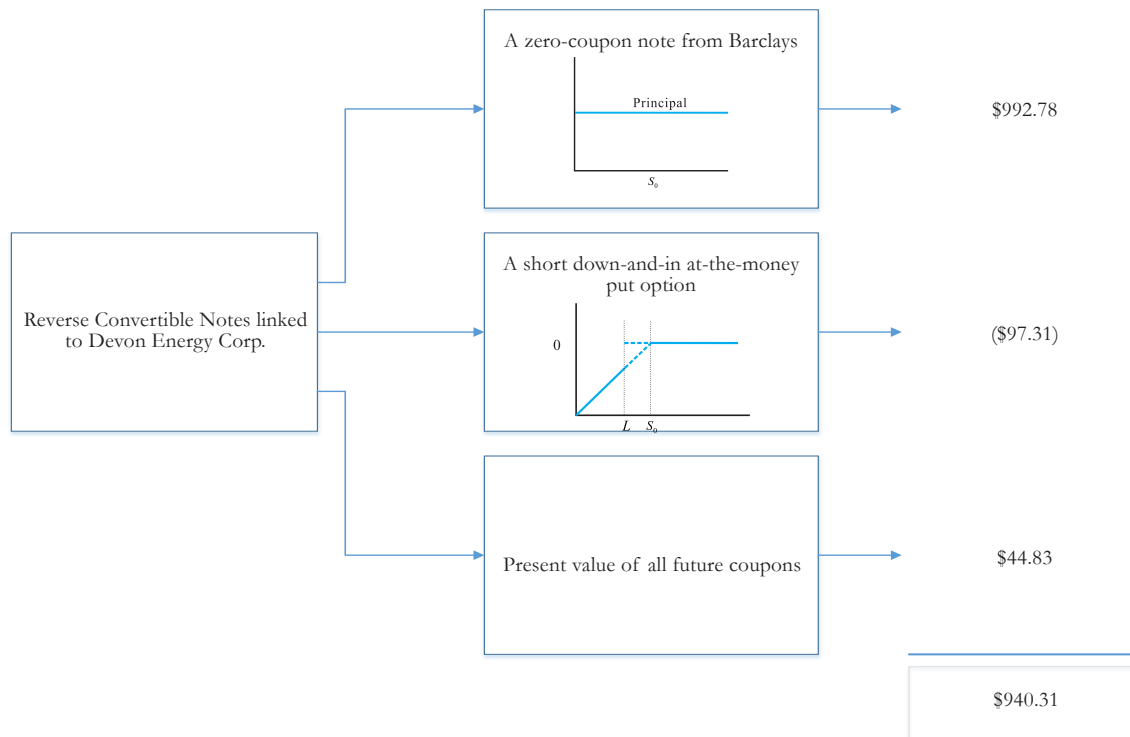 A zero-coupon note from Barclays
Principal
S₀
$992.78
Reverse Convertible Notes linked
to Devon Energy Corp.
A short down-and-in at-the-money
put option
0
L S₀
($97.31)
Present value of all future coupons
$44.83
$940.31